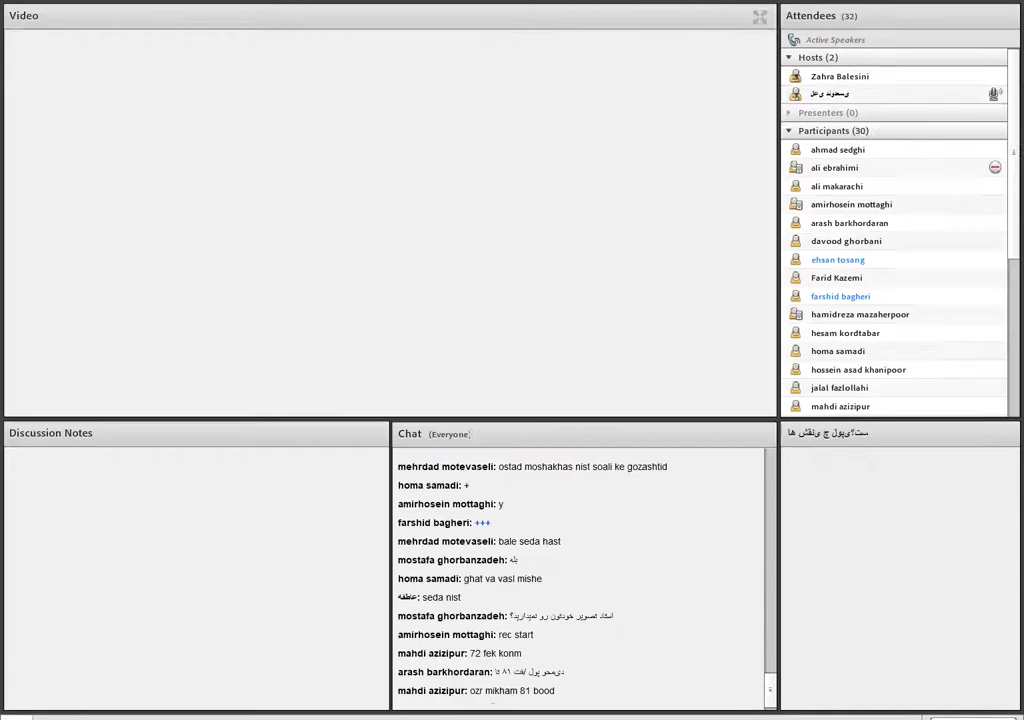 Video
Attendees (32)
Active Speakers
Hosts (2)
Zahra Balesini
Presenters (0)
Participants (30)
ahmad sedghi
ali ebrahimi
ali makarachi
amirhosein mottaghi
arash barkhordaran
davood ghorbani
ehsan tosang
Farid Kazemi
farshid bagheri
hamidreza mazaherpoor
hesam kordtabar
homa samadi
hossein asad khanipoor
jalal fazlollahi
mahdi azizipur
Discussion Notes
Chat (Everyone)
mehrdad motevaseli: ostad moshakhas nist soali ke gozashtid
homa samadi: +
amirhosein mottaghi: y
farshid bagheri: +++
mehrdad motevaseli: bale seda hast
mostafa ghorbanzadeh: بله
homa samadi: ghat va vasl mishe
عاطفه: seda nist
mostafa ghorbanzadeh: استاد تصویر خودتون رو نمیدارید؟
amirhosein mottaghi: rec start
mahdi azizipur: 72 fek konm
arash barkhordaran: تا ۸۱
mahdi azizipur: ozr mikham 81 bood